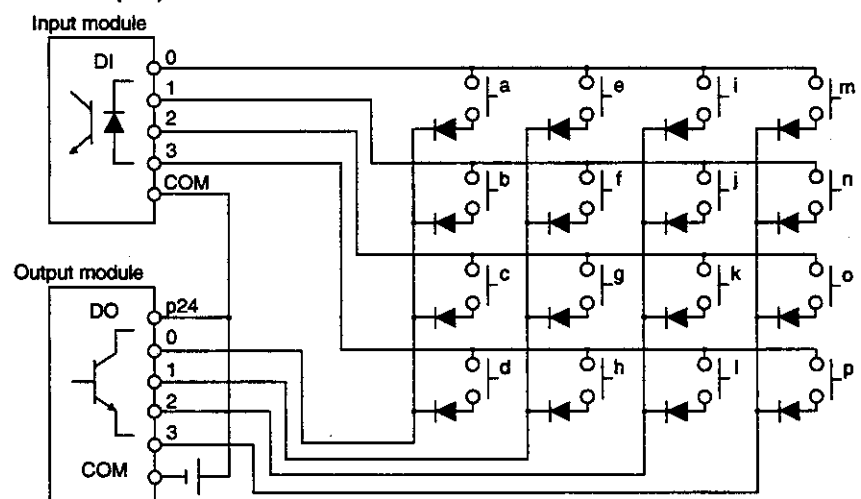 Input module
DI
0
1
2
3
COM
a e i m
b f j n
c g k o
d h l p
Output module
DO
p24
0
1
2
3
COM